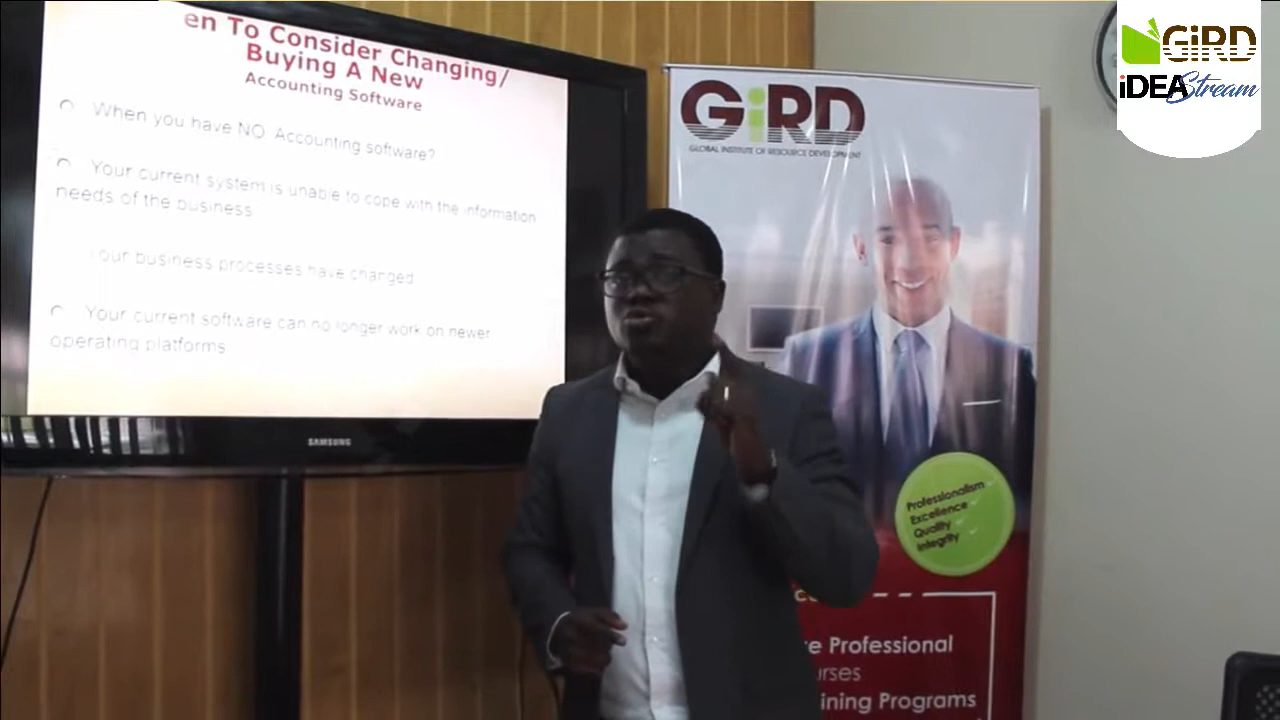 en To Consider Changing/
Buying A New
Accounting Software
When you have NO Accounting software?
Your current system is unable to cope with the information
needs of the business
our business processes have changed
Your current software can no longer work on newer
operating platforms
SAMSUNG
GiRD
GLOBAL INSTITUTE OF RESOURCE DEVELOPMENT
Professionalism
Excellence
Quality
Integrity
e Professional
urses
ining Programs
GiRD
iDEA Stream